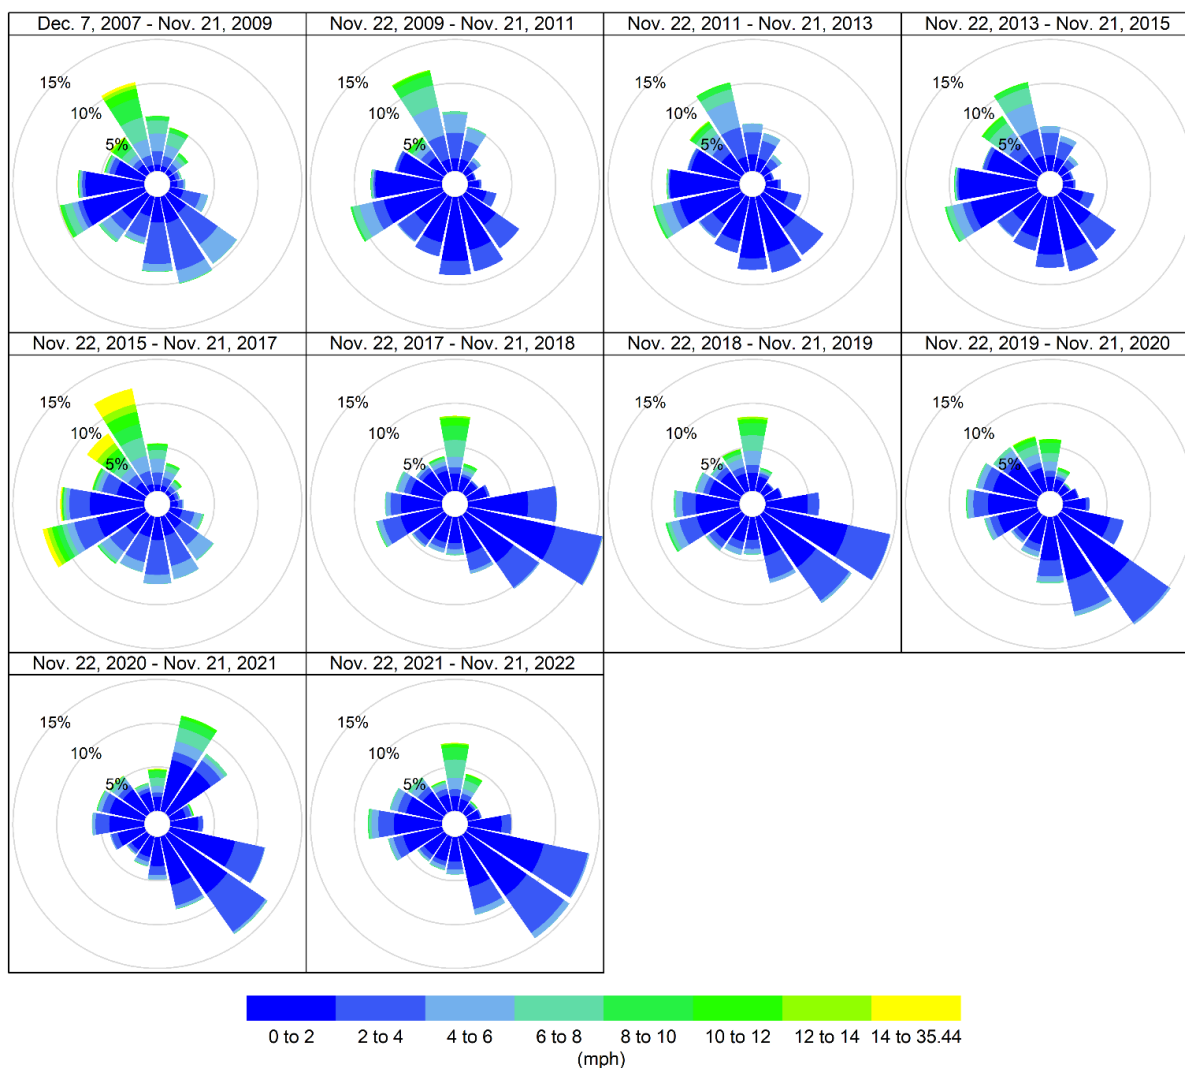 Dec. 7, 2007 - Nov. 21, 2009
Nov. 22, 2009 - Nov. 21, 2011
Nov. 22, 2011 - Nov. 21, 2013
Nov. 22, 2013 - Nov. 21, 2015
15%
10%
5%
15%
10%
5%
15%
10%
5%
15%
10%
5%
Nov. 22, 2015 - Nov. 21, 2017
Nov. 22, 2017 - Nov. 21, 2018
Nov. 22, 2018 - Nov. 21, 2019
Nov. 22, 2019 - Nov. 21, 2020
15%
10%
5%
15%
10%
5%
15%
10%
5%
15%
10%
5%
Nov. 22, 2020 - Nov. 21, 2021
Nov. 22, 2021 - Nov. 21, 2022
15%
10%
5%
15%
10%
5%
0 to 2 2 to 4 4 to 6 6 to 8 8 to 10 10 to 12 12 to 14 14 to 35.44
(mph)